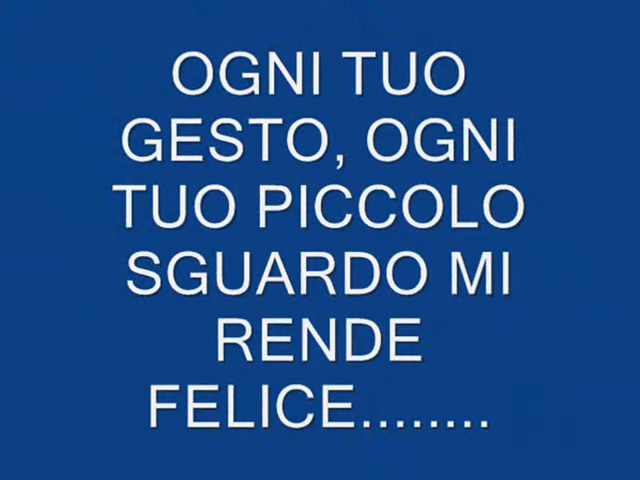 OGNI TUO
GESTO, OGNI
TUO PICCOLO
SGUARDO MI
RENDE
FELICE........